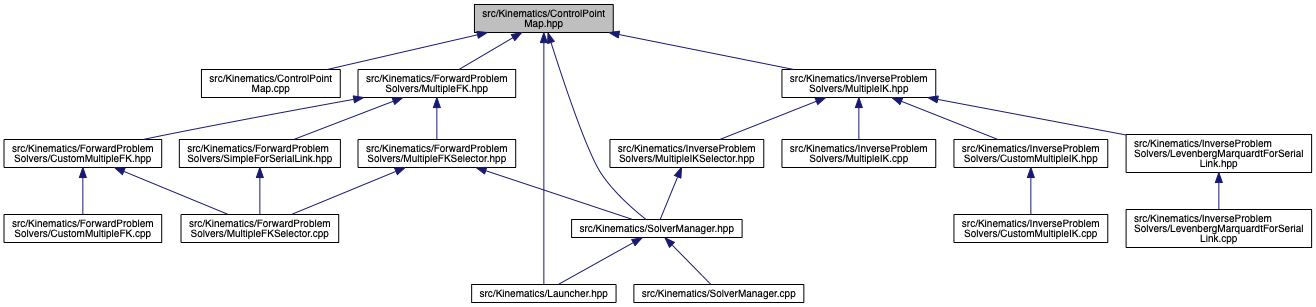 src/Kinematics/ControlPoint
Map.hpp
src/Kinematics/ControlPoint
Map.cpp
src/Kinematics/ForwardProblem
Solvers/MultipleFK.hpp
src/Kinematics/InverseProblem
Solvers/MultipleIK.hpp
src/Kinematics/ForwardProblem
Solvers/CustomMultipleFK.hpp
src/Kinematics/ForwardProblem
Solvers/SimpleForSerialLink.hpp
src/Kinematics/ForwardProblem
Solvers/MultipleFKSelector.hpp
src/Kinematics/InverseProblem
Solvers/MultipleIKSelector.hpp
src/Kinematics/InverseProblem
Solvers/MultipleIK.cpp
src/Kinematics/InverseProblem
Solvers/CustomMultipleIK.hpp
src/Kinematics/InverseProblem
Solvers/LevenbergMarquardtForSerial
Link.hpp
src/Kinematics/ForwardProblem
Solvers/CustomMultipleFK.cpp
src/Kinematics/ForwardProblem
Solvers/MultipleFKSelector.cpp
src/Kinematics/SolverManager.hpp
src/Kinematics/InverseProblem
Solvers/CustomMultipleIK.cpp
src/Kinematics/InverseProblem
Solvers/LevenbergMarquardtForSerial
Link.cpp
src/Kinematics/Launcher.hpp
src/Kinematics/SolverManager.cpp